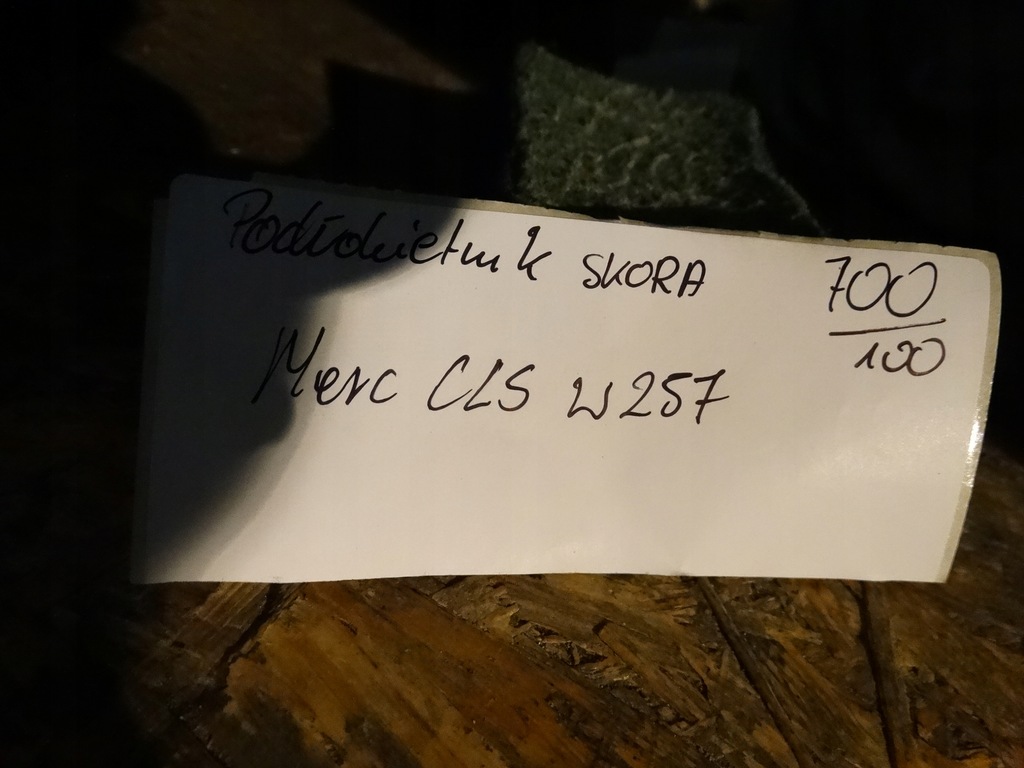 Podłokietnik SKORA 700
100
Merc CLS W257